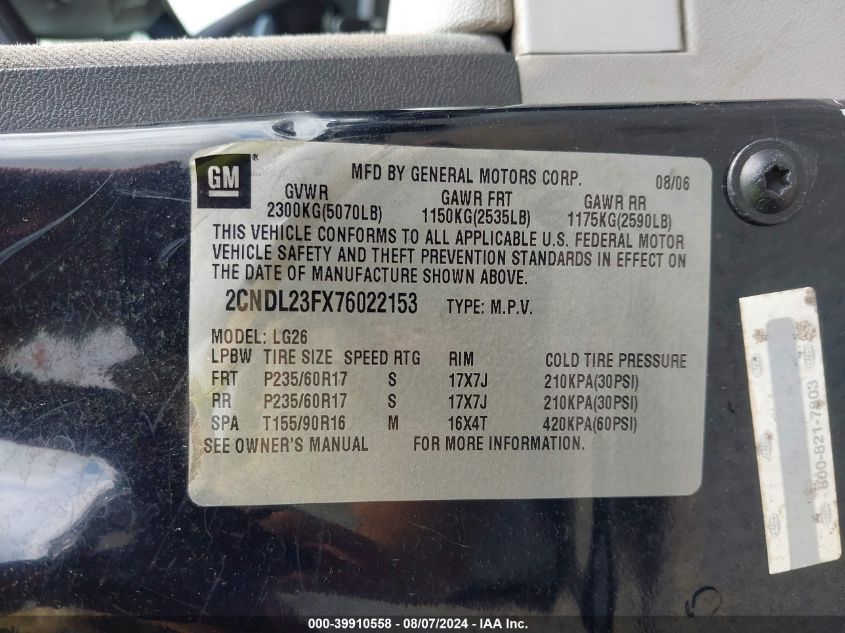 GM
®
MFD BY GENERAL MOTORS CORP. 08/06
GVWR GAWR FRT GAWR RR
2300KG(5070LB) 1150KG(2535LB) 1175KG(2590LB)
THIS VEHICLE CONFORMS TO ALL APPLICABLE U.S. FEDERAL MOTOR
VEHICLE SAFETY AND THEFT PREVENTION STANDARDS IN EFFECT ON
THE DATE OF MANUFACTURE SHOWN ABOVE.
2CNDL23FX76022153 TYPE: M.P.V.
MODEL: LG26
LPBW TIRE SIZE SPEED RTG RIM COLD TIRE PRESSURE
FRT P235/60R17 S 17X7J 210KPA(30PSI)
RR P235/60R17 S 17X7J 210KPA(30PSI)
SPA T155/90R16 M 16X4T 420KPA(60PSI)
SEE OWNER'S MANUAL FOR MORE INFORMATION.
800-821-7803
000-39910558 - 08/07/2024 - IAA Inc.